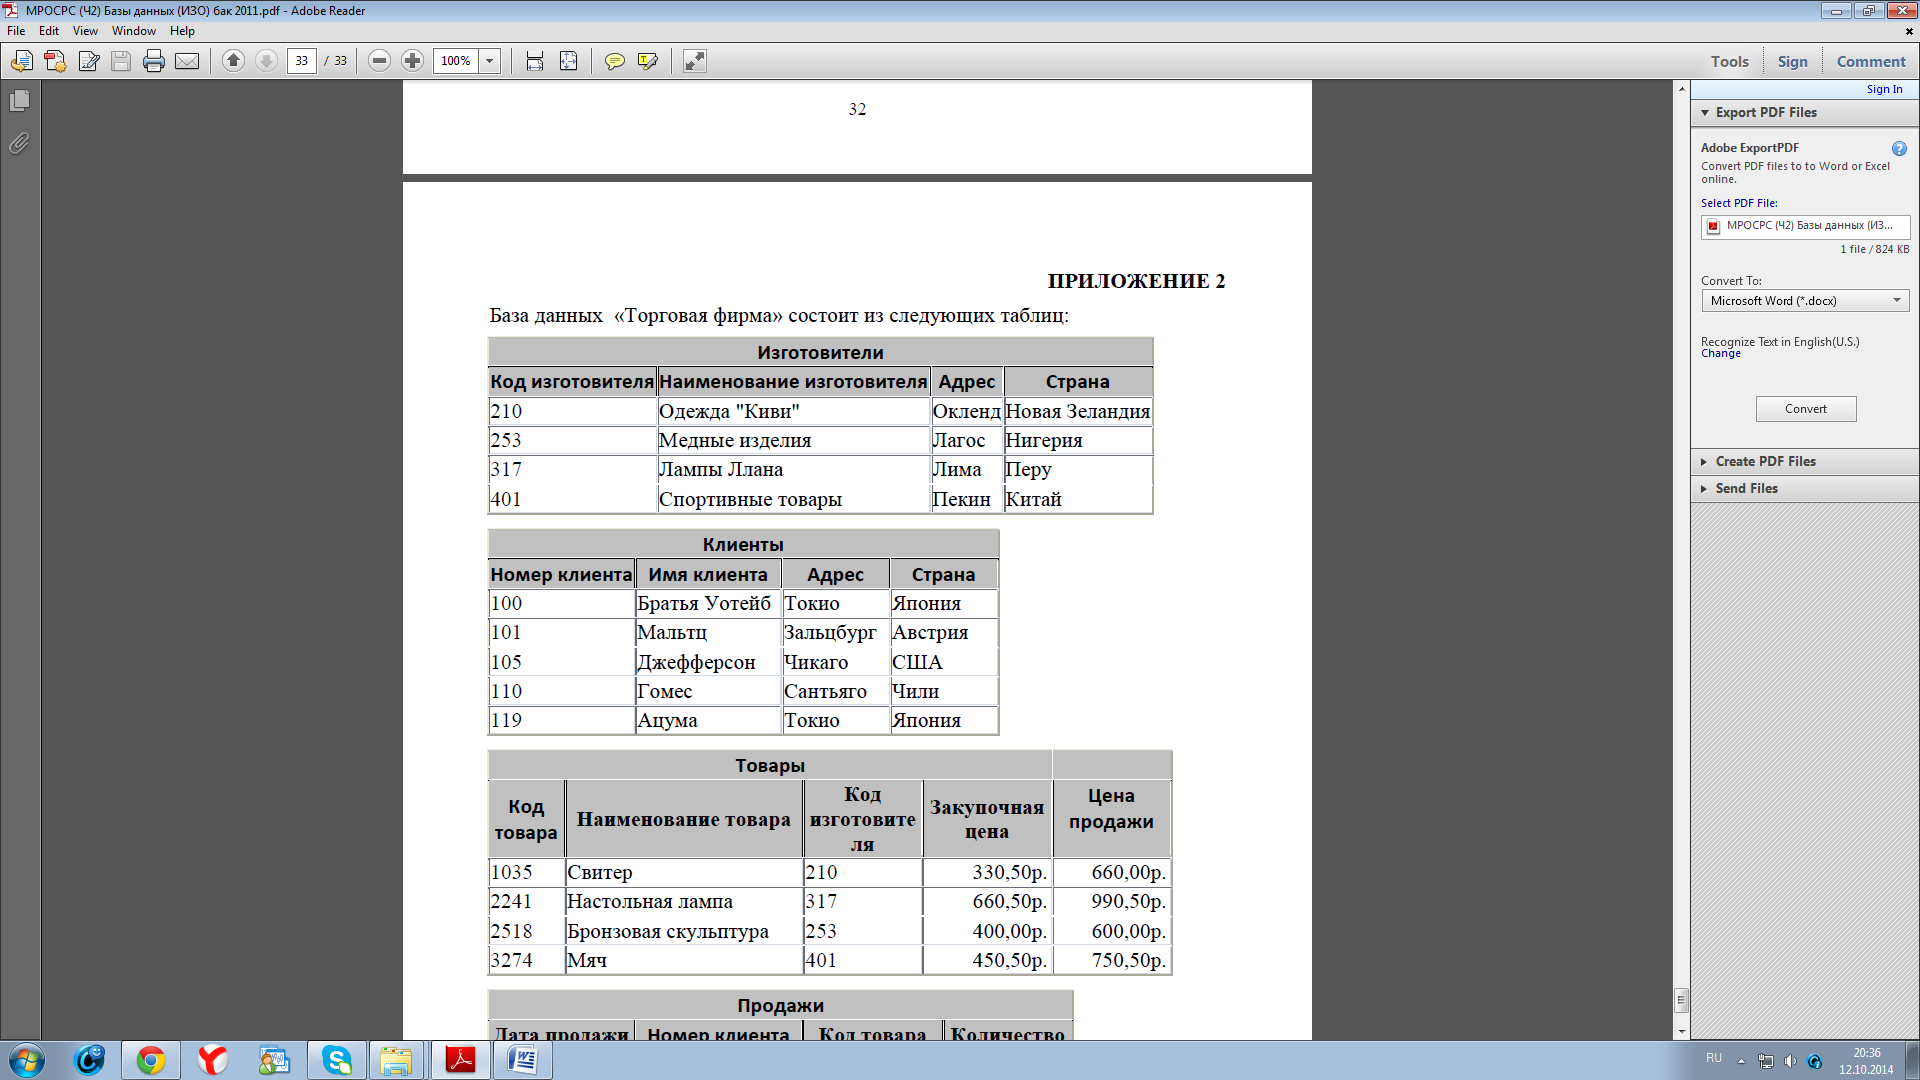 МРОСРС (Ч2) Базы данных (ИЗО) бак 2011.pdf - Adobe Reader
File Edit View Window Help
33 / 33 100% Tools Sign Comment
Sign In
Export PDF Files
Adobe ExportPDF
Convert PDF files to to Word or Excel
online.
Select PDF File:
МРОСРС (Ч2) Базы данных (ИЗ...
1 file / 824 KB
Convert To:
Microsoft Word (*.docx)
Recognize Text in English(U.S.)
Change
Convert
Create PDF Files
Send Files
32
ПРИЛОЖЕНИЕ 2
База данных «Торговая фирма» состоит из следующих таблиц:
Изготовители
Код изготовителя Наименование изготовителя Адрес Страна
210 Одежда "Киви" Окленд Новая Зеландия
253 Медные изделия Лагос Нигерия
317 Лампы Ллана Лима Перу
401 Спортивные товары Пекин Китай
Клиенты
Номер клиента Имя клиента Адрес Страна
100 Братья Уотейб Токио Япония
101 Мальтц Зальцбург Австрия
105 Джефферсон Чикаго США
110 Гомес Сантьяго Чили
119 Ацума Токио Япония
Товары
Код
товара
Наименование товара
Код
изготовите
ля
Закупочная
цена
Цена
продажи
1035 Свитер 210 330,50р. 660,00р.
2241 Настольная лампа 317 660,50р. 990,50р.
2518 Бронзовая скульптура 253 400,00р. 600,00р.
3274 Мяч 401 450,50р. 750,50р.
Продажи
Дата продажи Номер клиента Код товара Количество
RU
20:36
12.10.2014